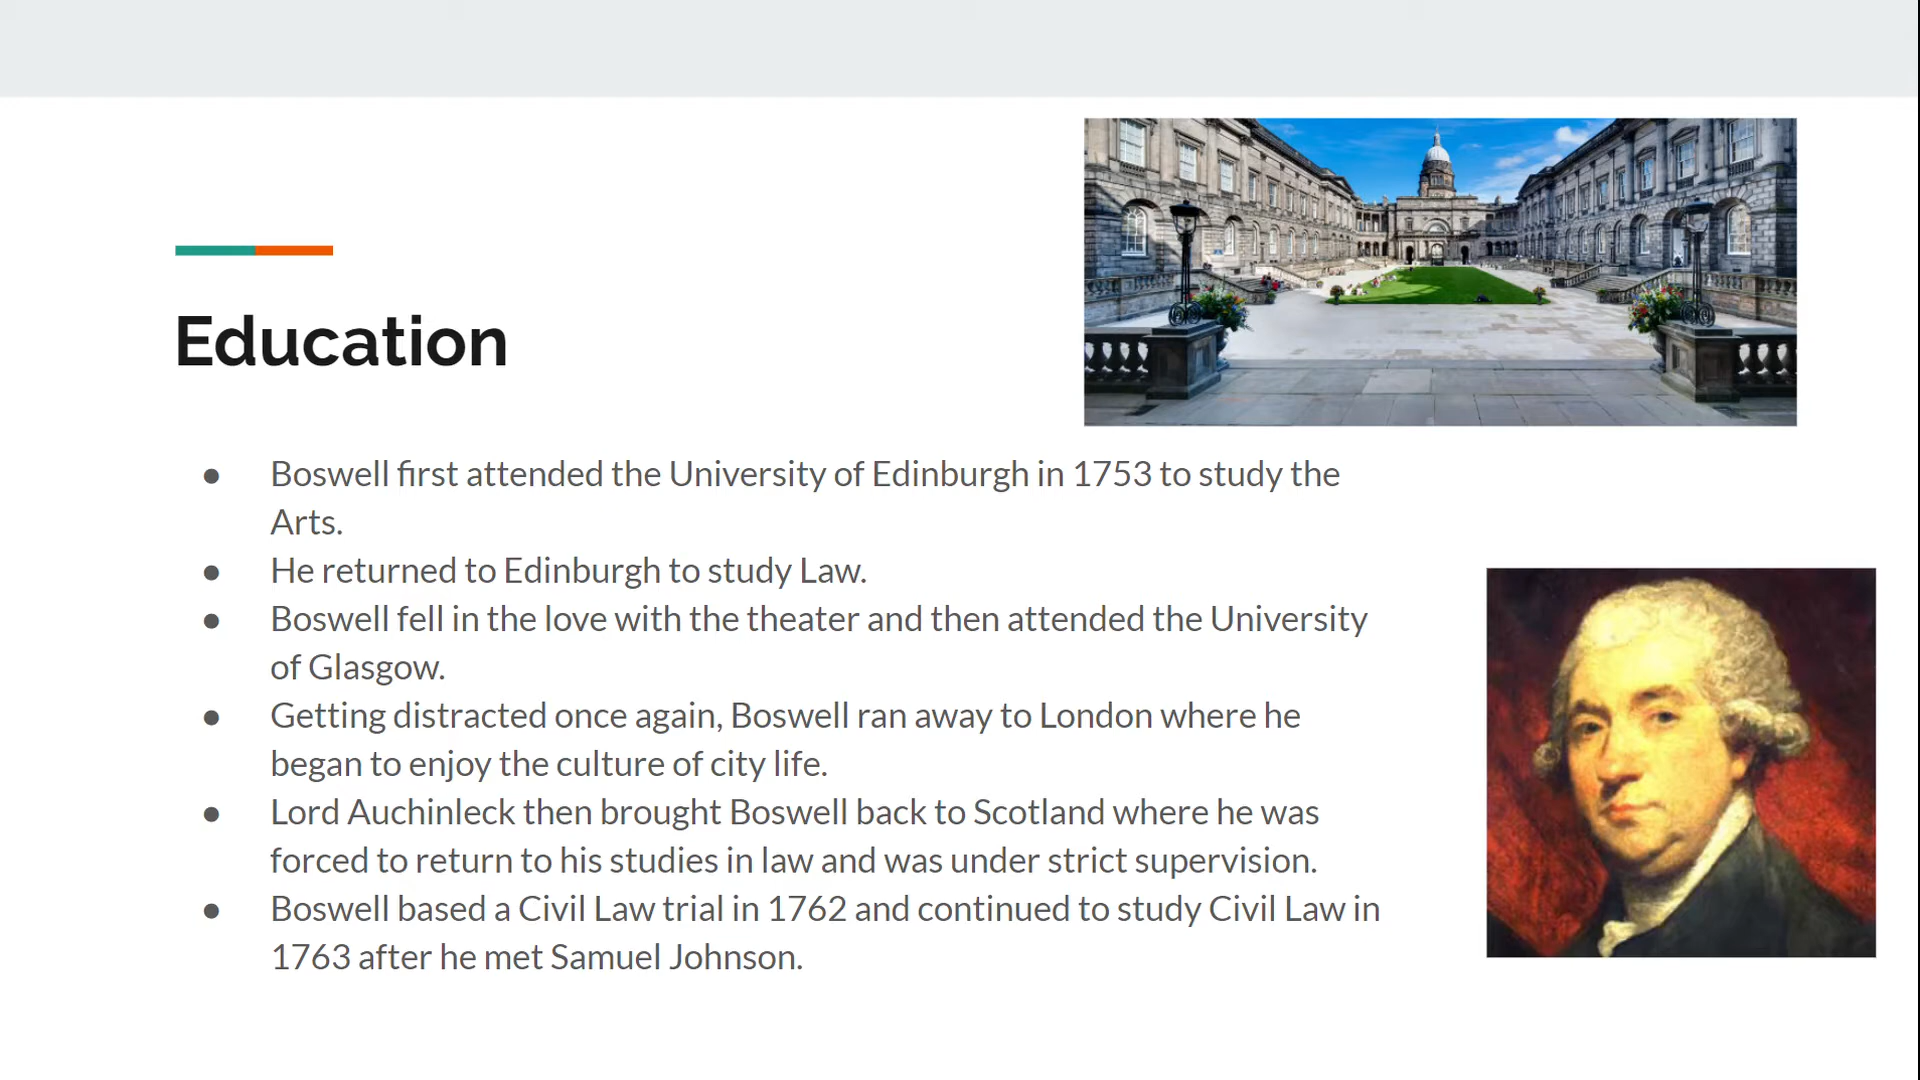 Education
● Boswell first attended the University of Edinburgh in 1753 to study the
Arts.
● He returned to Edinburgh to study Law.
● Boswell fell in the love with the theater and then attended the University
of Glasgow.
● Getting distracted once again, Boswell ran away to London where he
began to enjoy the culture of city life.
● Lord Auchinleck then brought Boswell back to Scotland where he was
forced to return to his studies in law and was under strict supervision.
● Boswell based a Civil Law trial in 1762 and continued to study Civil Law in
1763 after he met Samuel Johnson.